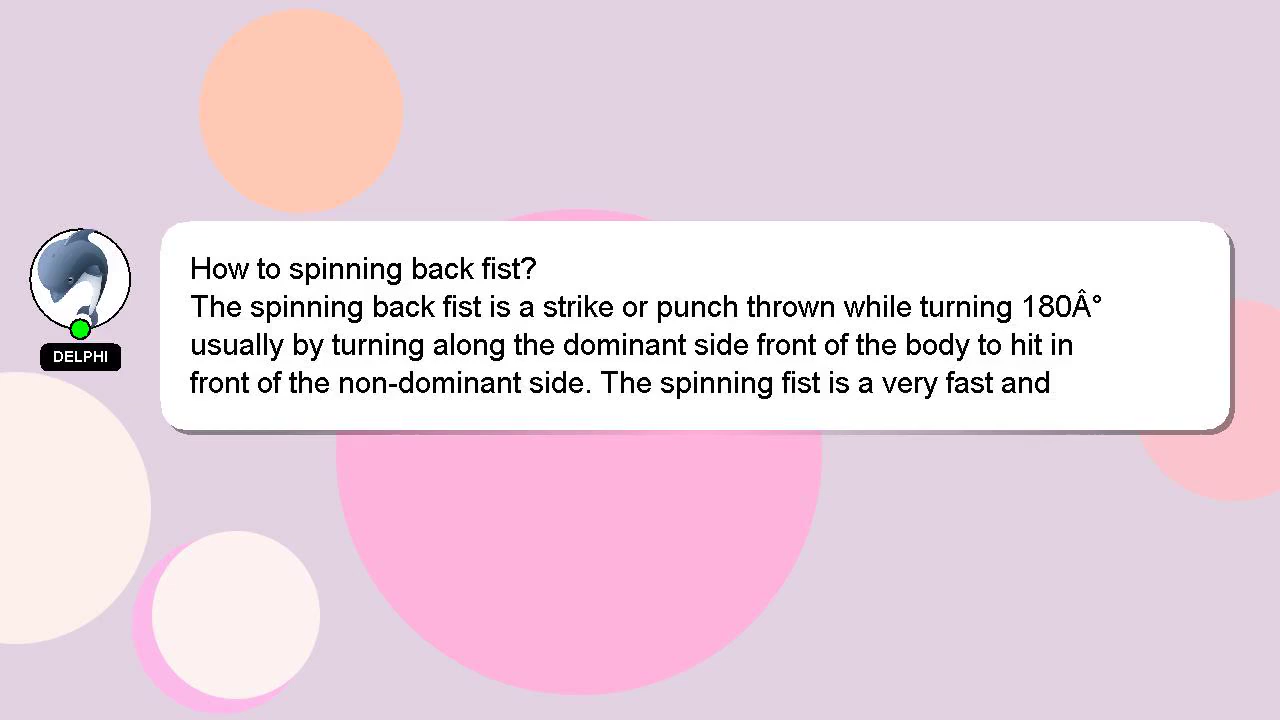 How to spinning back fist?
The spinning back fist is a strike or punch thrown while turning 180Â°
usually by turning along the dominant side front of the body to hit in
front of the non-dominant side. The spinning fist is a very fast and
DELPHI